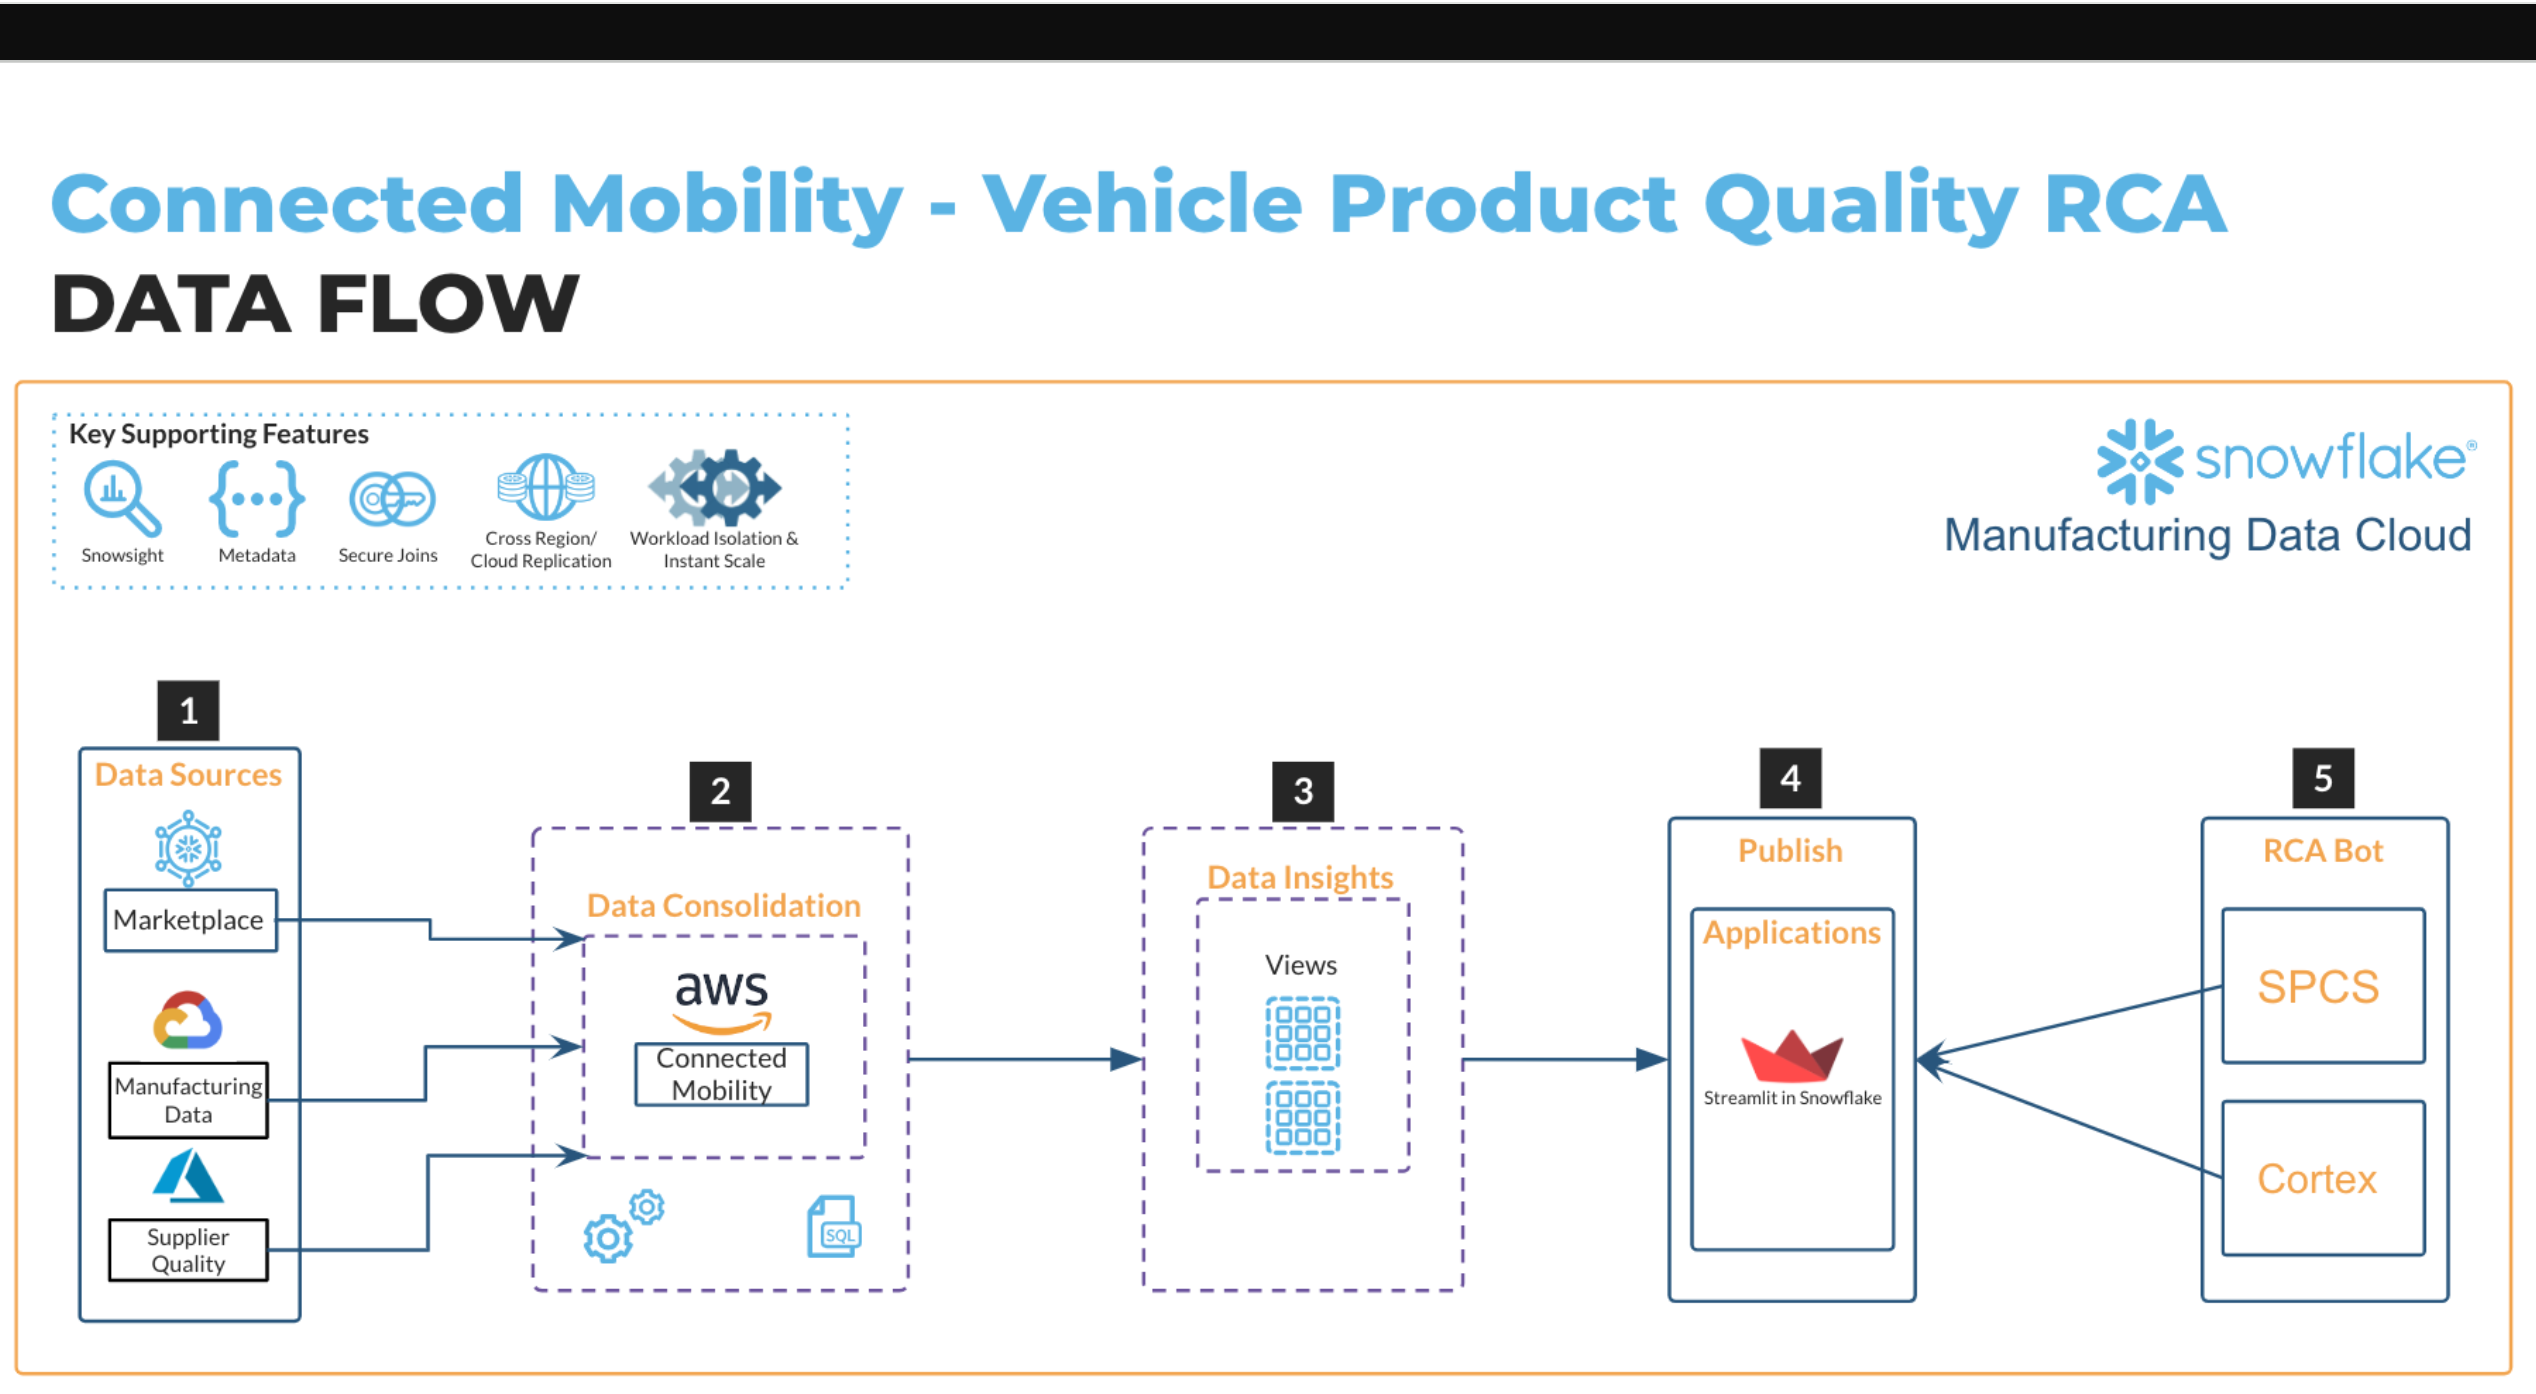 Connected Mobility - Vehicle Product Quality RCA
DATA FLOW
Key Supporting Features
Snowsight
Metadata
Secure Joins
Cross Region/
Cloud Replication
Workload Isolation &
Instant Scale
snowflake®
Manufacturing Data Cloud
1
Data Sources
Marketplace
Manufacturing
Data
Supplier
Quality
2
Data Consolidation
aws
Connected
Mobility
SQL
3
Data Insights
Views
4
Publish
Applications
Streamlit in Snowflake
5
RCA Bot
SPCS
Cortex